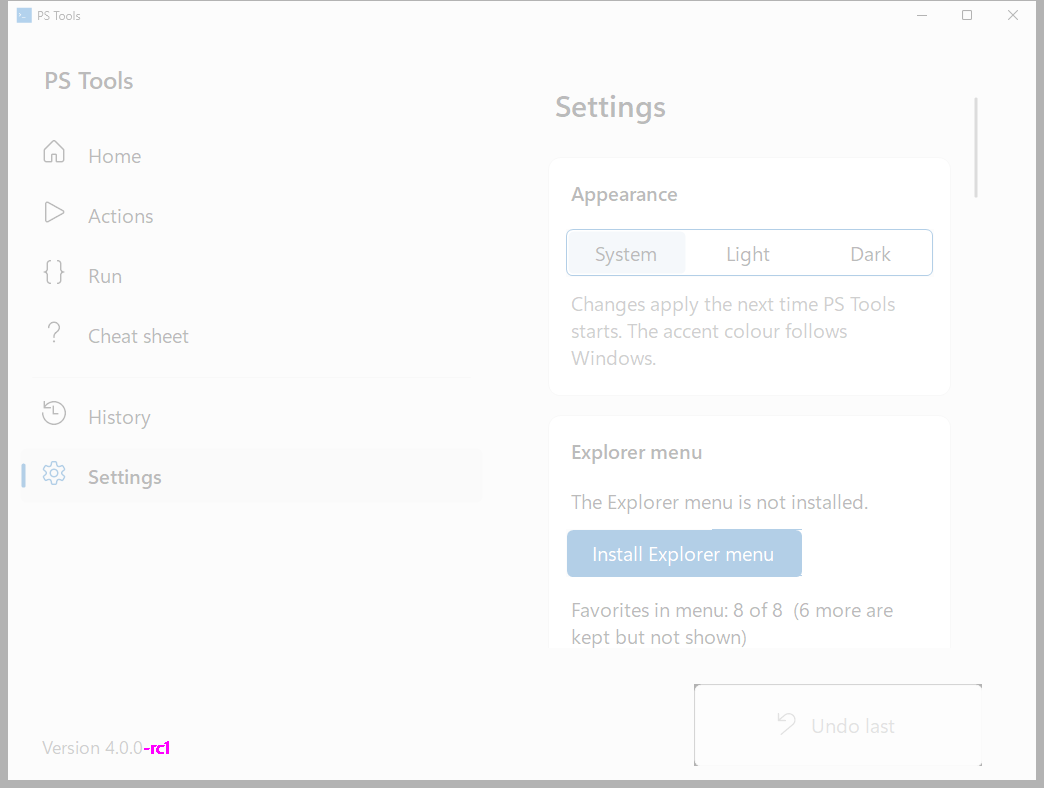 PS Tools
PS Tools
Home
Actions
Run
Cheat sheet
History
Settings
Version 4.0.0-rc1
Settings
Appearance
System Light Dark
Changes apply the next time PS Tools
starts. The accent colour follows
Windows.
Explorer menu
The Explorer menu is not installed.
Install Explorer menu
Favorites in menu: 8 of 8 (6 more are
kept but not shown)
Undo last